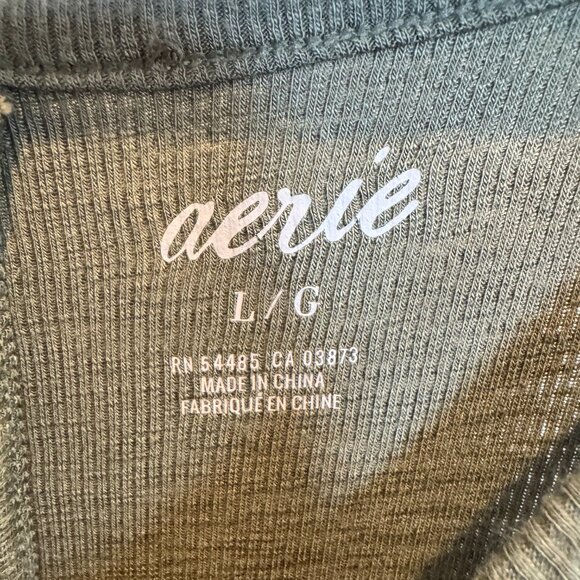 aerie
L / G
RN 54485 CA 03873
MADE IN CHINA
FABRIQUÉ EN CHINE